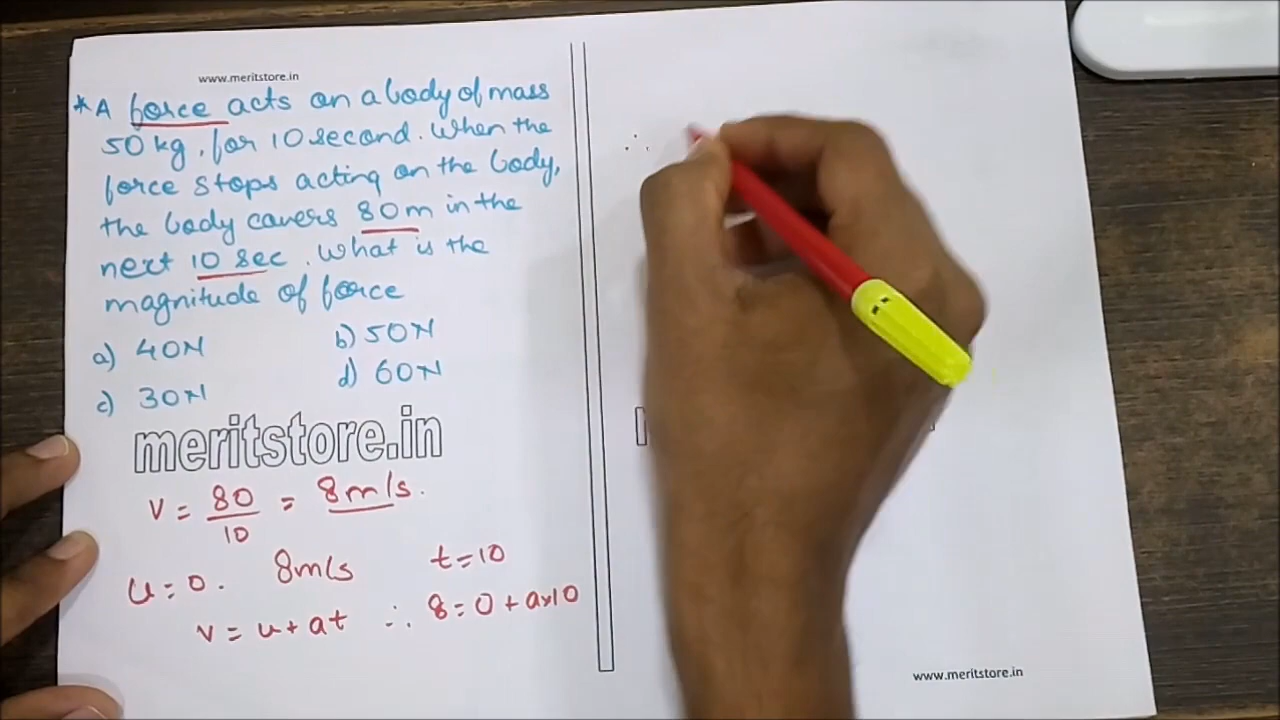 www.meritstore.in
* A force acts on a body of mass
50 kg, for 10 second. When the
force stops acting on the body,
the body covers 80m in the
next 10 sec. What is the
magnitude of force
a) 40N b) 50N
c) 30N d) 60N
meritstore.in
v = 80/10 = 8m/s.
u = 0. 8m/s t = 10
v = u + at ∴ 8 = 0 + a×10
∴
www.meritstore.in